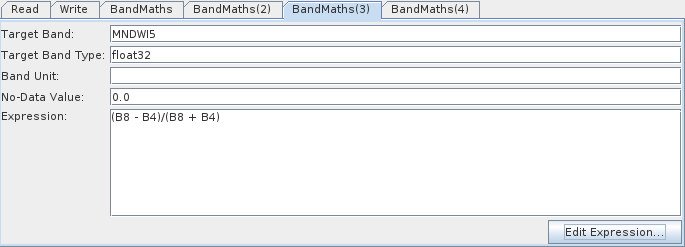 Read Write BandMaths BandMaths(2) BandMaths(3) BandMaths(4)
Target Band: MNDWI5
Target Band Type: float32
Band Unit:
No-Data Value: 0.0
Expression: (B8 - B4)/(B8 + B4)
Edit Expression...